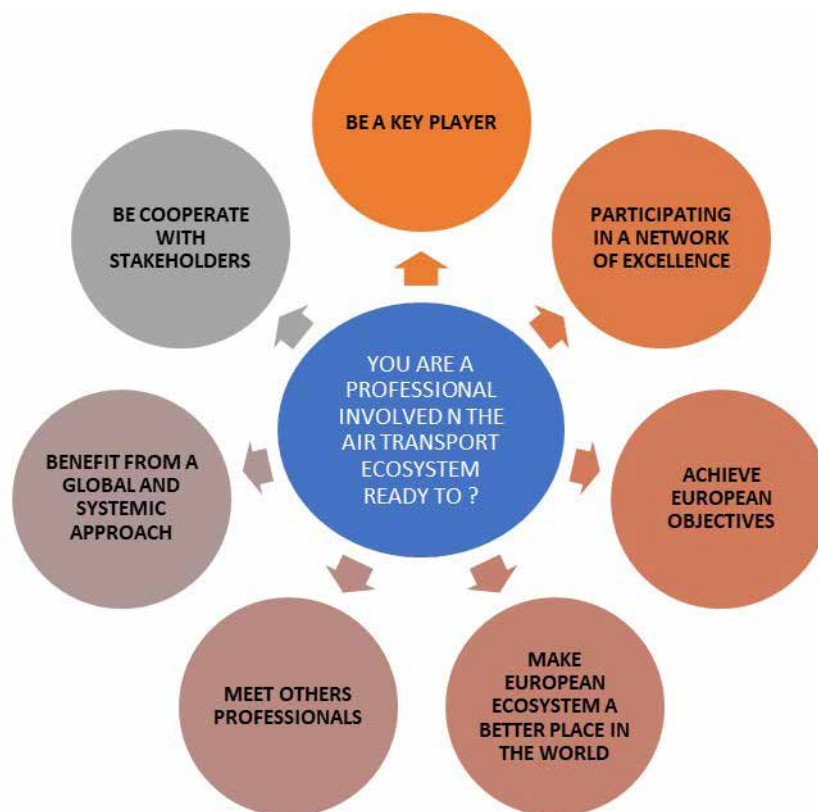 BE A KEY PLAYER
PARTICIPATING
IN A NETWORK
OF EXCELLENCE
ACHIEVE
EUROPEAN
OBJECTIVES
MAKE
EUROPEAN
ECOSYSTEM A
BETTER PLACE IN
THE WORLD
MEET OTHERS
PROFESSIONALS
BENEFIT FROM A
GLOBAL AND
SYSTEMIC
APPROACH
BE COOPERATE
WITH
STAKEHOLDERS
YOU ARE A
PROFESSIONAL
INVOLVED N THE
AIR TRANSPORT
ECOSYSTEM
READY TO ?